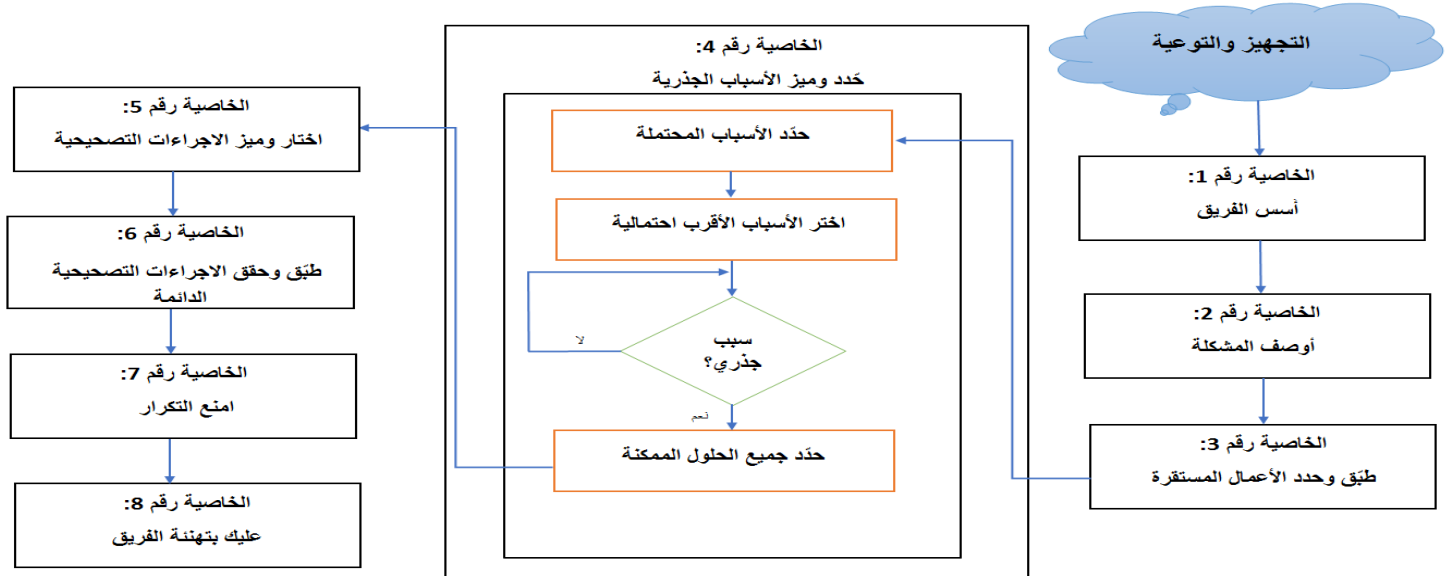 التجهيز والتوعية
الخاصية رقم 1:
أسس الفريق
الخاصية رقم 2:
أوصف المشكلة
الخاصية رقم 3:
طبّق وحدد الأعمال المستقرة
الخاصية رقم 4:
حًدد وميز الأسباب الجذرية
حدّد الأسباب المحتملة
اختر الأسباب الأقرب احتمالية
سبب
جذري؟
لا
نعم
حدّد جميع الحلول الممكنة
الخاصية رقم 5:
اختار وميز الاجراءات التصحيحية
الخاصية رقم 6:
طبّق وحقق الاجراءات التصحيحية
الدائمة
الخاصية رقم 7:
امنع التكرار
الخاصية رقم 8:
عليك بتهنئة الفريق